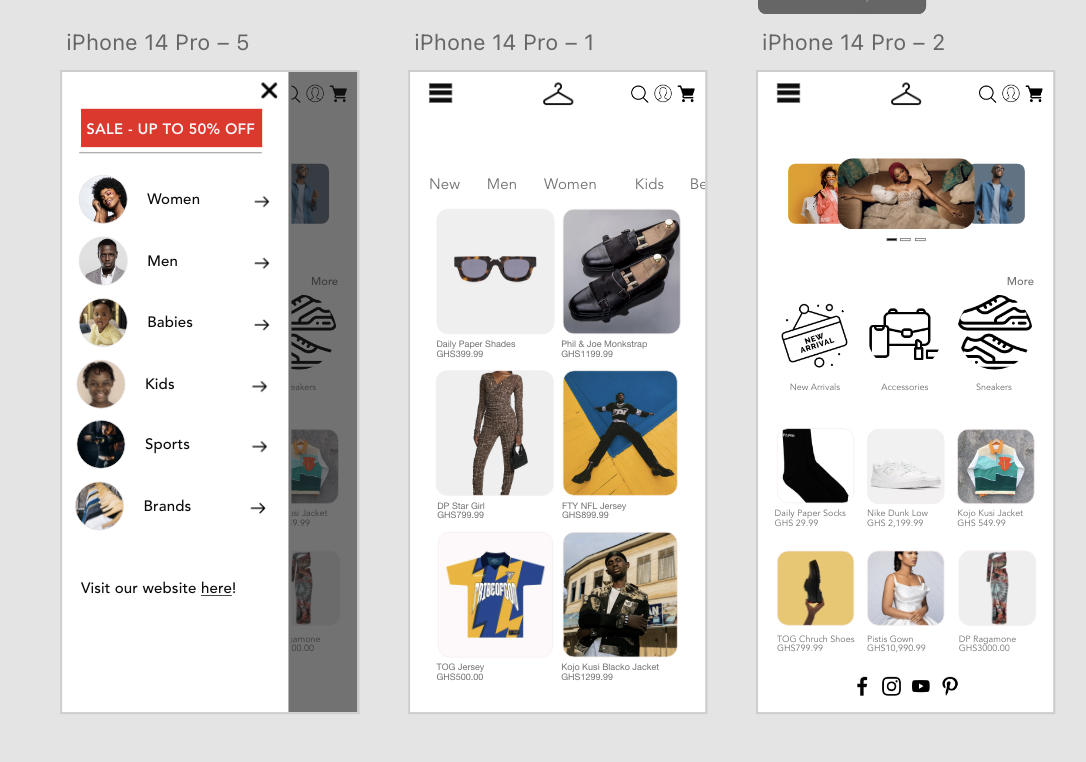 iPhone 14 Pro – 5
SALE - UP TO 50% OFF
Women
Men
Babies
Kids
Sports
Brands
Visit our website here!
eakers
usi Jacket
9.99
amone
00.00
iPhone 14 Pro – 1
New Men Women Kids Be
Daily Paper Shades
GHS399.99
Phil & Joe Monkstrap
GHS1199.99
DP Star Girl
GHS799.99
FTY NFL Jersey
GHS899.99
TRIBEOFGOD
TOG Jersey
GHS500.00
Kojo Kusi Blacko Jacket
GHS1299.99
iPhone 14 Pro – 2
More
NEW
ARRIVAL
New Arrivals
Accessories
Sneakers
Daily Paper Socks
GHS 29.99
Nike Dunk Low
GHS 2,199.99
Kojo Kusi Jacket
GHS 549.99
TOG Chruch Shoes
GHS799.99
Pistis Gown
GHS10,990.99
DP Ragamone
GHS3000.00
More